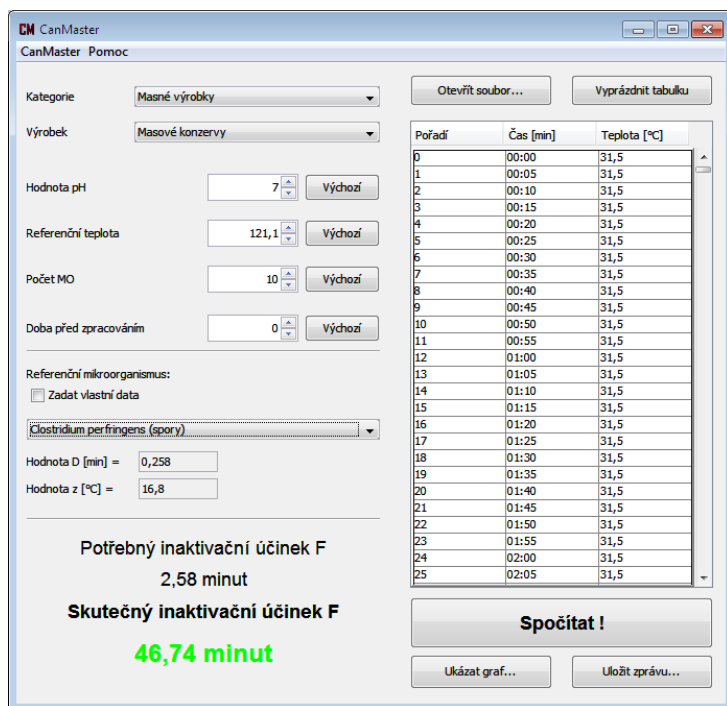 CM CanMaster
CanMaster Pomoc
Kategorie Masné výrobky
Výrobek Masové konzervy
Hodnota pH 7 Výchozí
Referenční teplota 121,1 Výchozí
Počet MO 10 Výchozí
Doba před zpracováním 0 Výchozí
Referenční mikroorganismus:
Zadat vlastní data
Clostridium perfringens (spory)
Hodnota D [min] = 0,258
Hodnota z [°C] = 16,8
Potřebný inaktivační účinek F
2,58 minut
Skutečný inaktivační účinek F
46,74 minut
Otevřít soubor... Vyprázdnit tabulku
Pořadí Čas [min] Teplota [°C]
0 00:00 31,5
1 00:05 31,5
2 00:10 31,5
3 00:15 31,5
4 00:20 31,5
5 00:25 31,5
6 00:30 31,5
7 00:35 31,5
8 00:40 31,5
9 00:45 31,5
10 00:50 31,5
11 00:55 31,5
12 01:00 31,5
13 01:05 31,5
14 01:10 31,5
15 01:15 31,5
16 01:20 31,5
17 01:25 31,5
18 01:30 31,5
19 01:35 31,5
20 01:40 31,5
21 01:45 31,5
22 01:50 31,5
23 01:55 31,5
24 02:00 31,5
25 02:05 31,5
Spočítat !
Ukázat graf... Uložit zprávu...